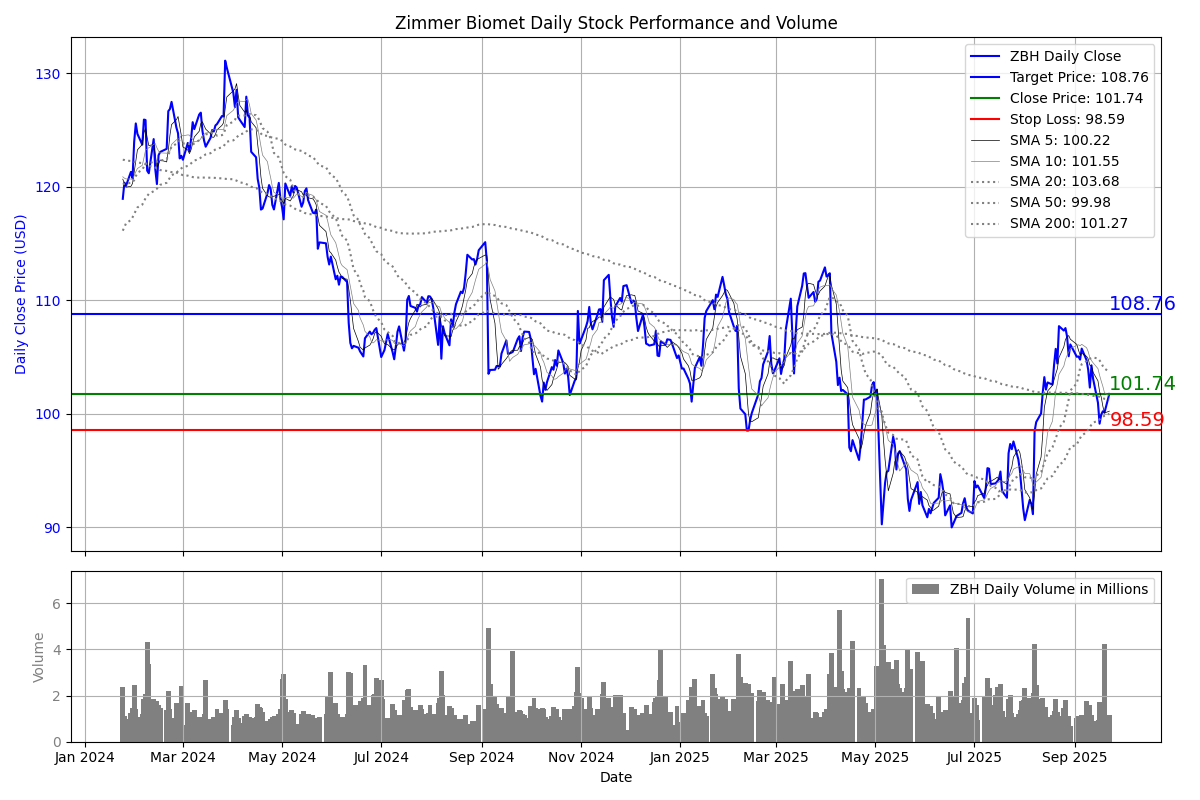 Zimmer Biomet Daily Stock Performance and Volume
Daily Close Price (USD)
130
120
110
100
90
ZBH Daily Close
Target Price: 108.76
Close Price: 101.74
Stop Loss: 98.59
SMA 5: 100.22
SMA 10: 101.55
SMA 20: 103.68
SMA 50: 99.98
SMA 200: 101.27
108.76
101.74
98.59
Volume
6
4
2
0
ZBH Daily Volume in Millions
Jan 2024 Mar 2024 May 2024 Jul 2024 Sep 2024 Nov 2024 Jan 2025 Mar 2025 May 2025 Jul 2025 Sep 2025
Date